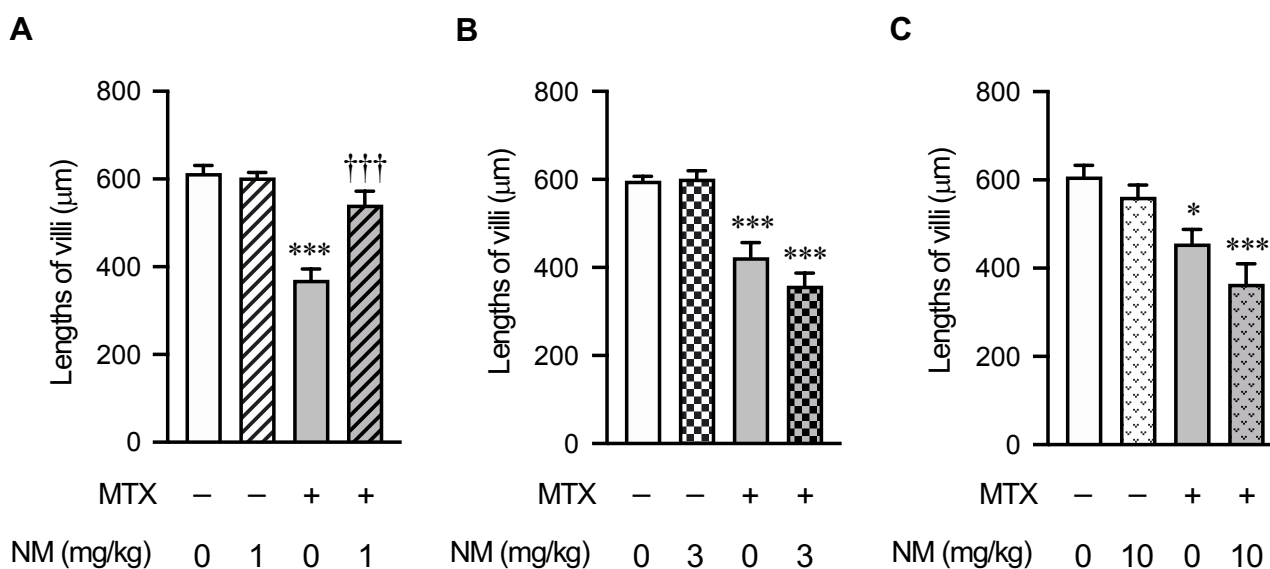 A
Lengths of villi (μm)
800
600
400
200
0
***
†††
MTX – – + +
NM (mg/kg) 0 1 0 1
B
Lengths of villi (μm)
800
600
400
200
0
***
***
MTX – – + +
NM (mg/kg) 0 3 0 3
C
Lengths of villi (μm)
800
600
400
200
0
*
***
MTX – – + +
NM (mg/kg) 0 10 0 10